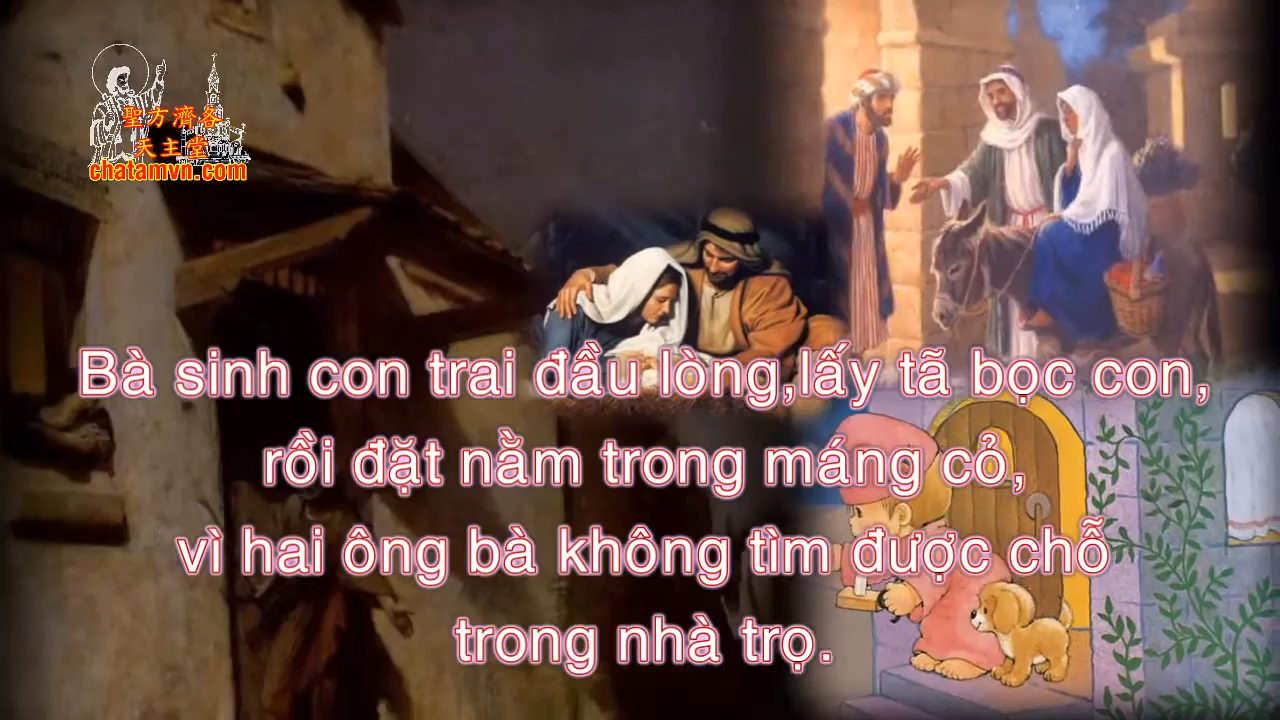 聖方濟各
天主堂
chatamvn.com
Bà sinh con trai đầu lòng,lấy tã bọc con,
rồi đặt nằm trong máng cỏ,
vì hai ông bà không tìm được chỗ
trong nhà trọ.